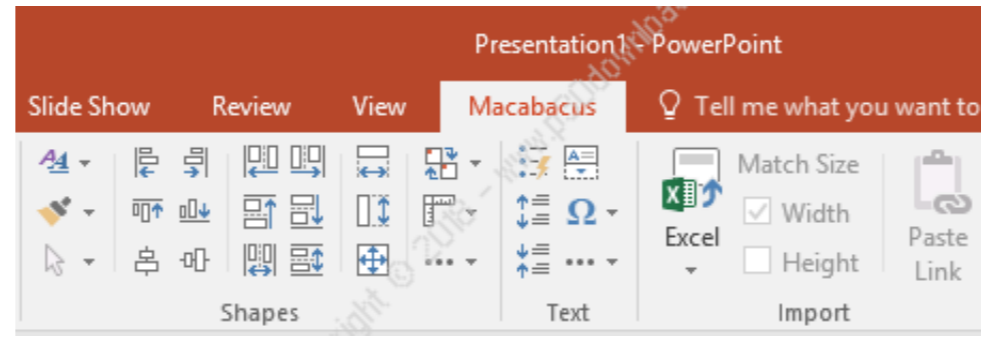 Presentation1 - PowerPoint
Slide Show Review View Macabacus Tell me what you want to
Match Size
Width
Excel
Height
Paste
Link
Shapes Text Import